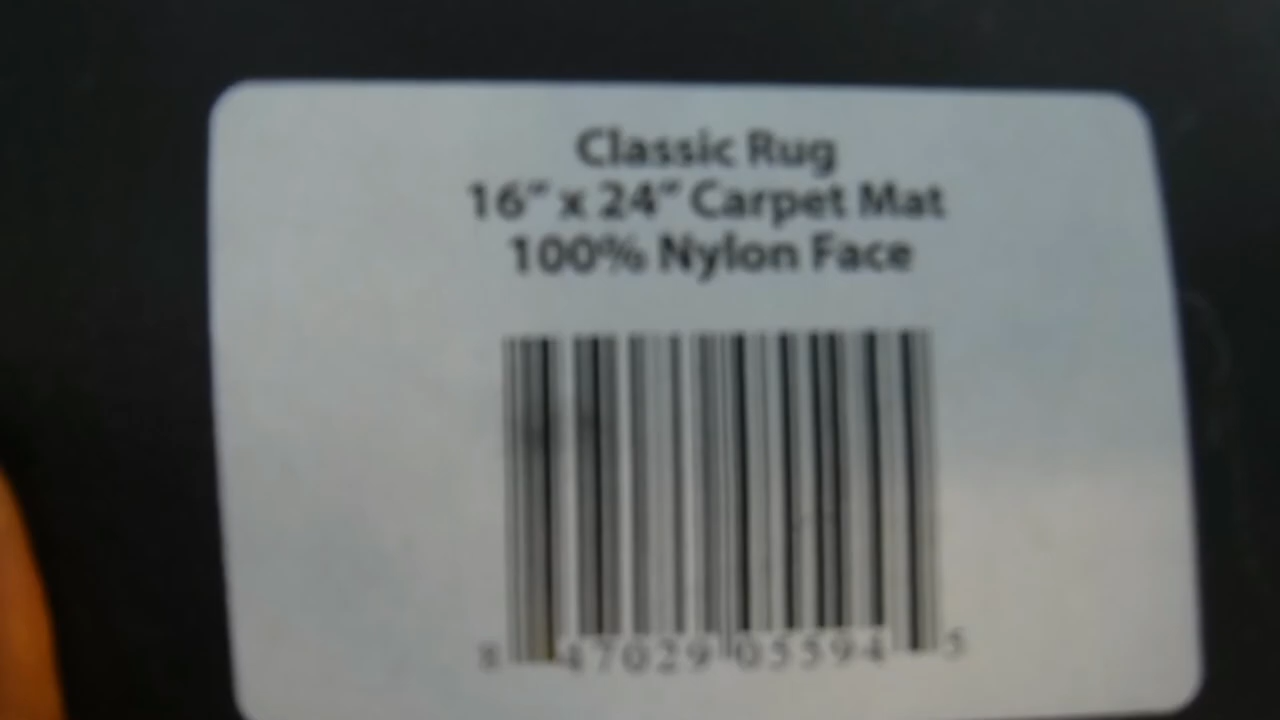 Classic Rug
16" x 24" Carpet Mat
100% Nylon Face
8 47029 05594 5